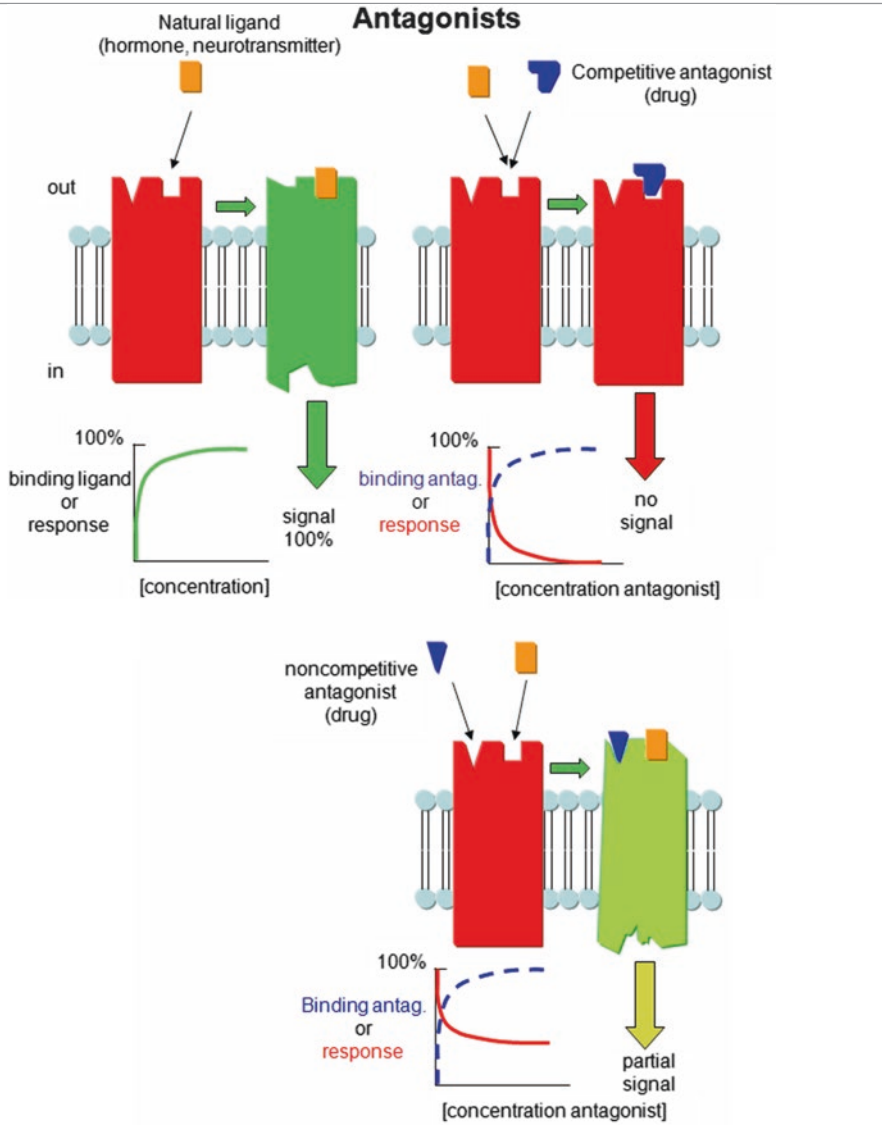 Antagonists
Natural ligand
(hormone, neurotransmitter)
Competitive antagonist
(drug)
out
in
100%
binding ligand
or
response
[concentration]
signal
100%
100%
binding antag.
or
response
[concentration antagonist]
no
signal
noncompetitive
antagonist
(drug)
100%
Binding antag.
or
response
[concentration antagonist]
partial
signal